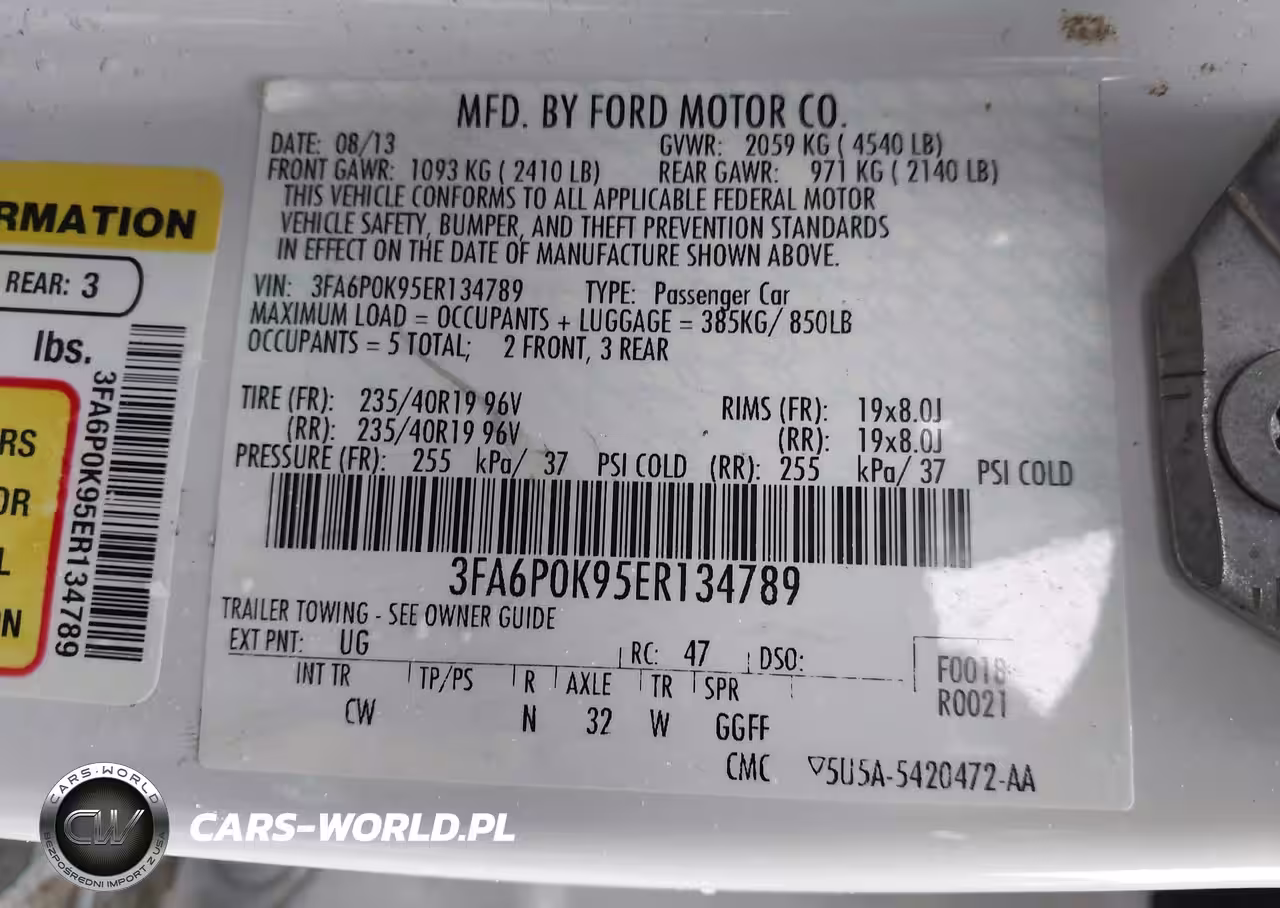 MFD. BY FORD MOTOR CO.
DATE: 08/13 GVWR: 2059 KG ( 4540 LB)
FRONT GAWR: 1093 KG ( 2410 LB) REAR GAWR: 971 KG ( 2140 LB)
THIS VEHICLE CONFORMS TO ALL APPLICABLE FEDERAL MOTOR
VEHICLE SAFETY, BUMPER, AND THEFT PREVENTION STANDARDS
IN EFFECT ON THE DATE OF MANUFACTURE SHOWN ABOVE.
VIN: 3FA6P0K95ER134789 TYPE: Passenger Car
MAXIMUM LOAD = OCCUPANTS + LUGGAGE = 385KG/ 850LB
OCCUPANTS = 5 TOTAL; 2 FRONT, 3 REAR
TIRE (FR): 235/40R19 96V RIMS (FR): 19x8.0J
(RR): 235/40R19 96V (RR): 19x8.0J
PRESSURE (FR): 255 kPa/ 37 PSI COLD (RR): 255 kPa/ 37 PSI COLD
3FA6P0K95ER134789
TRAILER TOWING - SEE OWNER GUIDE
EXT PNT: UG RC: 47 DSO:
INT TR TP/PS R AXLE TR SPR
CW N 32 W GGFF
F0018
R0021
CMC ▽5U5A-5420472-AA
RMATION
REAR: 3
lbs.
3FA6P0K95ER134789
RS
OR
L
N
CARS-WORLD
CW
BEZPOŚREDNI IMPORT Z USA
CARS-WORLD.PL